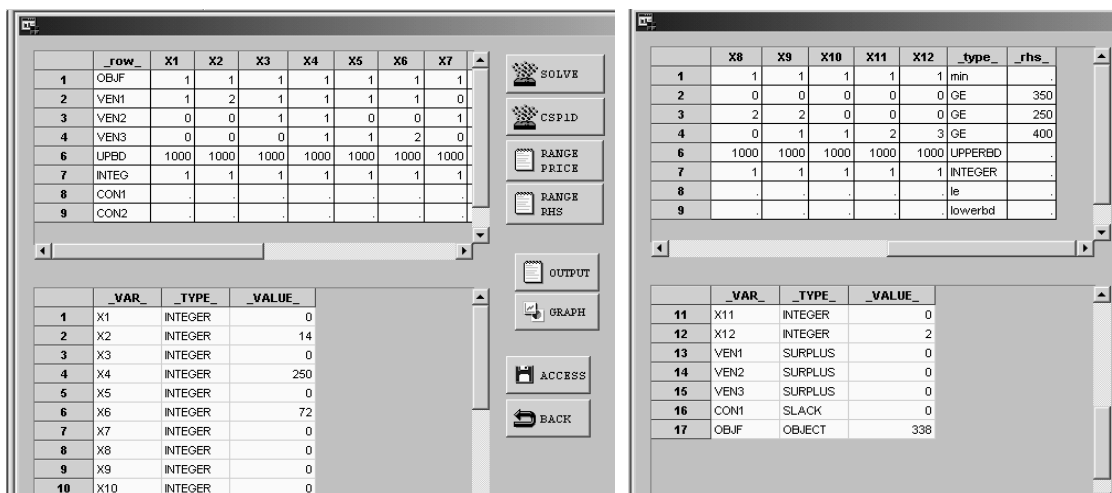 _row_ X1 X2 X3 X4 X5 X6 X7
1 OBJF 1 1 1 1 1 1 1
2 VEN1 1 2 1 1 1 1 0
3 VEN2 0 0 1 1 0 0 1
4 VEN3 0 0 0 1 1 2 0
6 UPBD 1000 1000 1000 1000 1000 1000 1000
7 INTEG 1 1 1 1 1 1 1
8 CON1 . . . . . . .
9 CON2 . . . . . . .
SOLVE
CSP1D
RANGE
PRICE
RANGE
RHS
OUTPUT
GRAPH
ACCESS
BACK
_VAR_ _TYPE_ _VALUE_
1 X1 INTEGER 0
2 X2 INTEGER 14
3 X3 INTEGER 0
4 X4 INTEGER 250
5 X5 INTEGER 0
6 X6 INTEGER 72
7 X7 INTEGER 0
8 X8 INTEGER 0
9 X9 INTEGER 0
10 X10 INTEGER 0
X8 X9 X10 X11 X12 _type_ _rhs_
1 1 1 1 1 1 min .
2 0 0 0 0 0 GE 350
3 2 2 0 0 0 GE 250
4 0 1 1 2 3 GE 400
6 1000 1000 1000 1000 1000 UPPERBD .
7 1 1 1 1 1 INTEGER .
8 . . . . . le .
9 . . . . . lowerbd .
_VAR_ _TYPE_ _VALUE_
11 X11 INTEGER 0
12 X12 INTEGER 2
13 VEN1 SURPLUS 0
14 VEN2 SURPLUS 0
15 VEN3 SURPLUS 0
16 CON1 SLACK 0
17 OBJF OBJECT 338